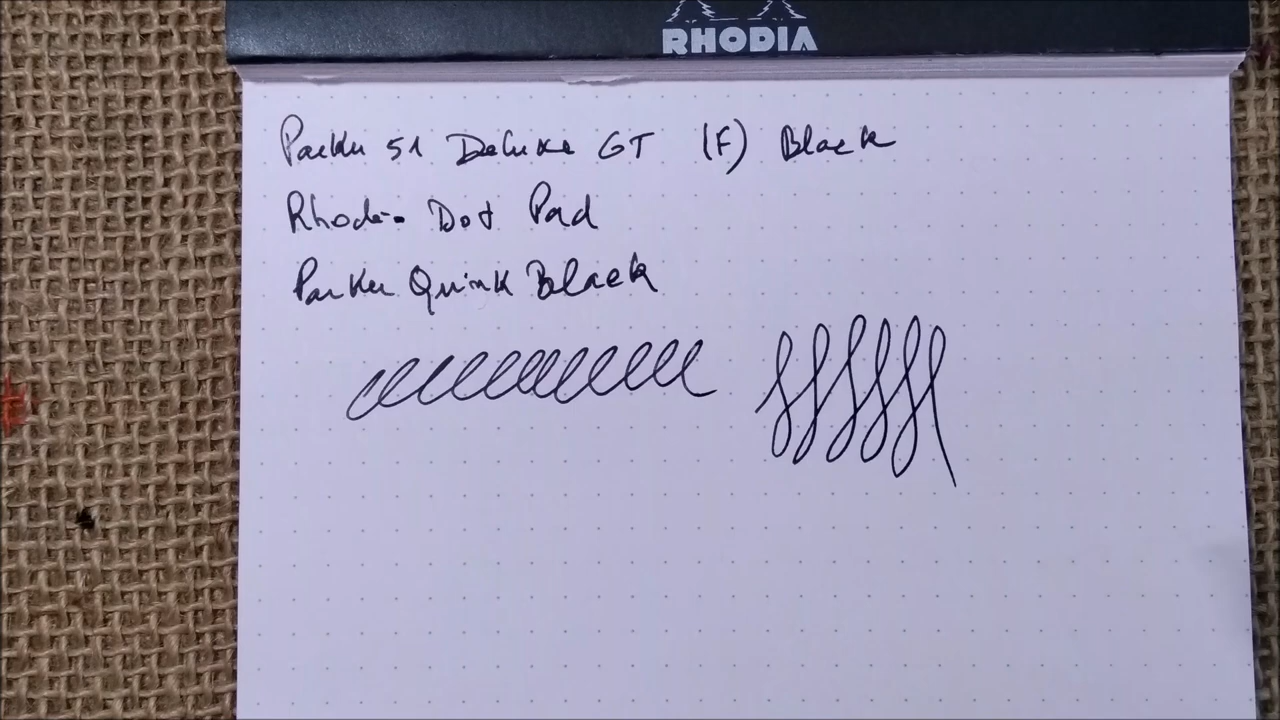 RHODIA
Parker 51 Deluxe GT (F) Black
Rhodia Dot Pad
Parker Quink Black